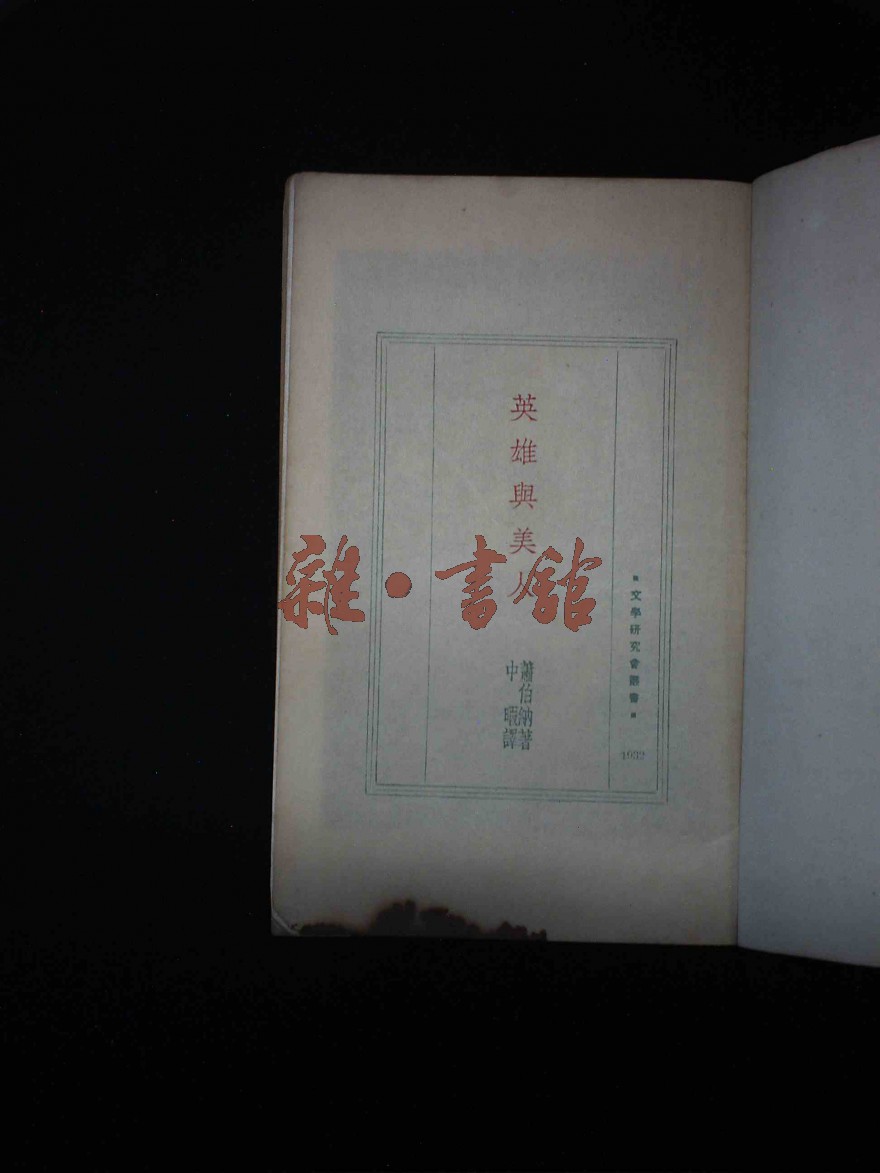 文學研究會叢書
1932
英雄與美人
蕭伯納著
中暇譯
雜·書館